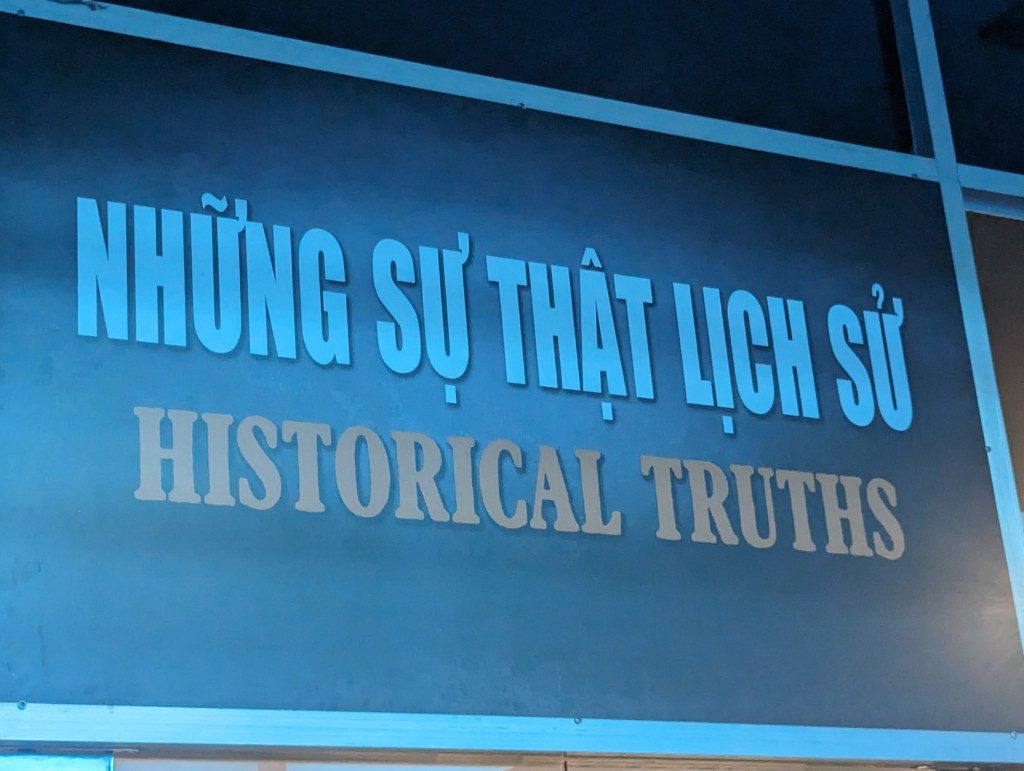 NHỮNG SỰ THẬT LỊCH SỬ
HISTORICAL TRUTHS